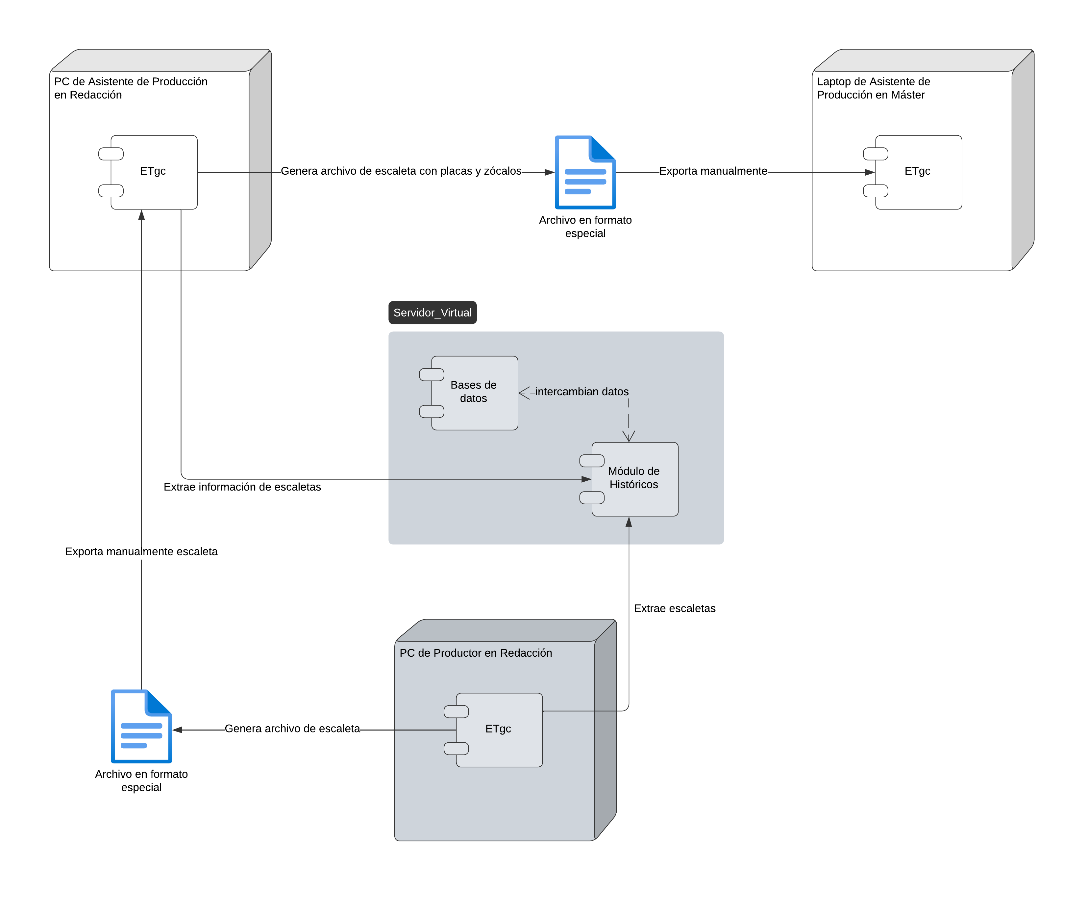 PC de Asistente de Producción
en Redacción
ETgc
Genera archivo de escaleta con placas y zócalos
Archivo en formato
especial
Exporta manualmente
Laptop de Asistente de
Producción en Máster
ETgc
Servidor_Virtual
Bases de
datos
intercambian datos
Módulo de
Históricos
Extrae información de escaletas
Exporta manualmente escaleta
Extrae escaletas
PC de Productor en Redacción
ETgc
Genera archivo de escaleta
Archivo en formato
especial